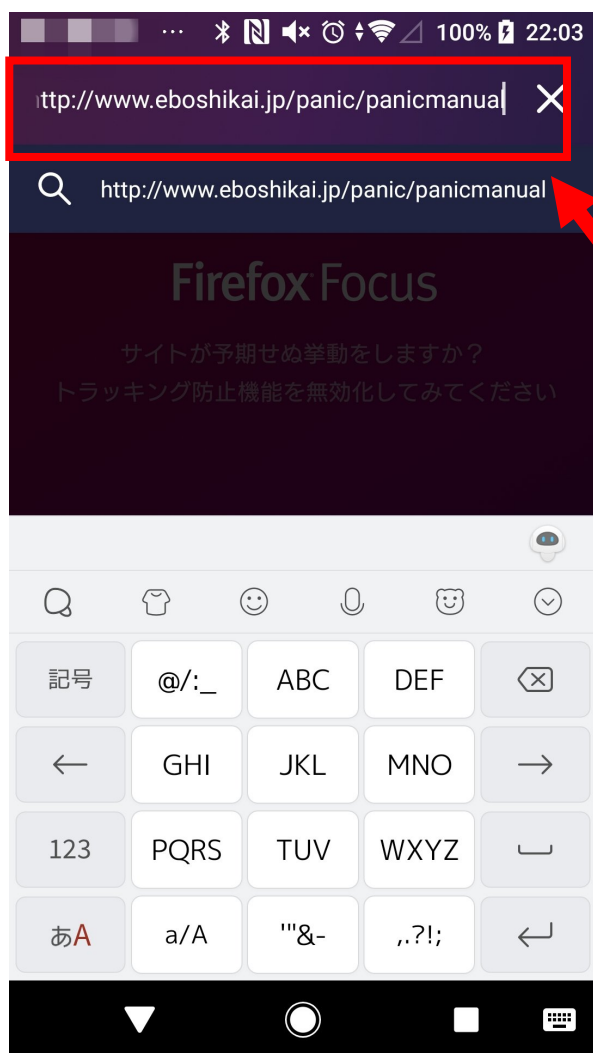 … 100% 22:03
ttp://www.eboshikai.jp/panic/panicmanual
http://www.eboshikai.jp/panic/panicmanual
Firefox Focus
サイトが予期せぬ挙動をしますか？
トラッキング防止機能を無効化してみてください
記号 @/:_ ABC DEF
GHI JKL MNO
123 PQRS TUV WXYZ
あA a/A '"&- ,.?!;